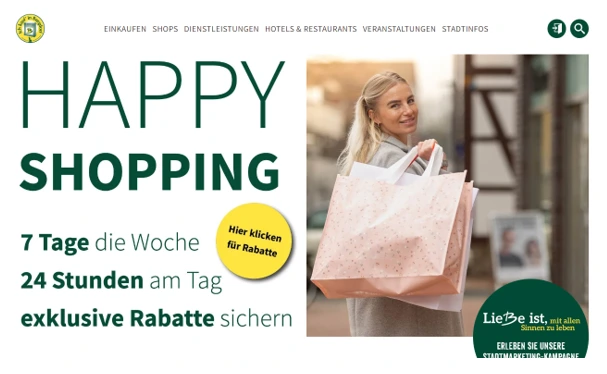 EINKAUFEN SHOPS DIENSTLEISTUNGEN HOTELS & RESTAURANTS VERANSTALTUNGEN STADTINFOS
HAPPY
SHOPPING
7 Tage die Woche
24 Stunden am Tag
exklusive Rabatte sichern
Hier klicken
für Rabatte
LieBe ist, mit allen
Sinnen zu leben
ERLEBEN SIE UNSERE
STADTMARKETING-KAMPAGNE